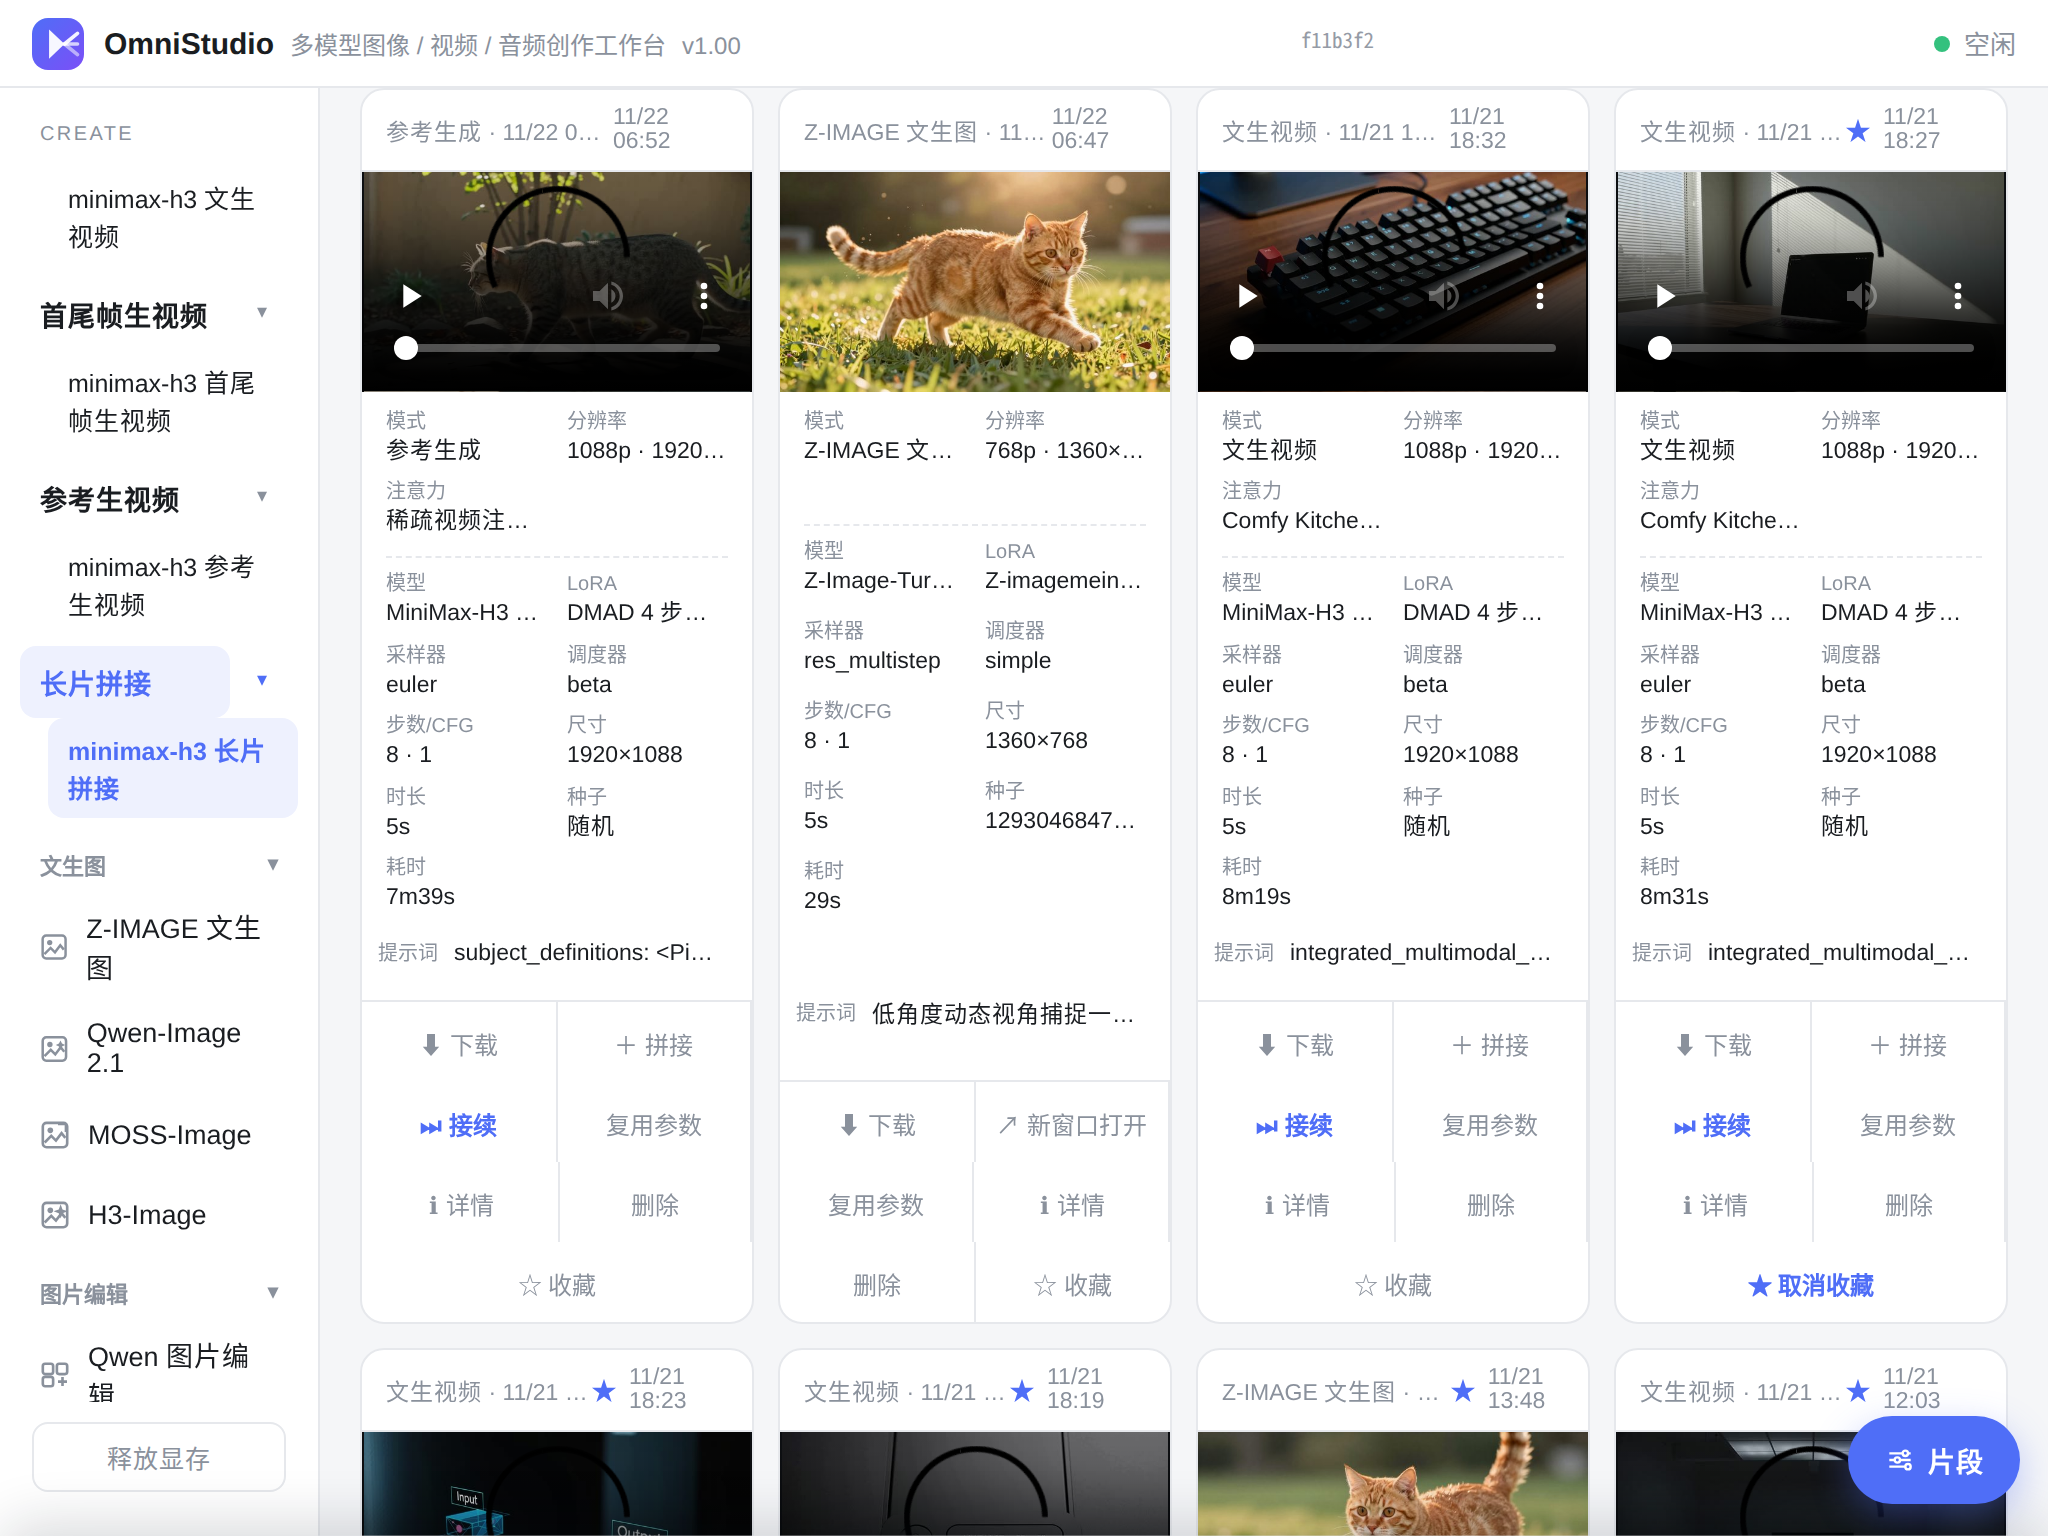 OmniStudio 多模型图像 / 视频 / 音频创作工作台 v1.00
f11b3f2
空闲
CREATE
minimax-h3 文生
视频
首尾帧生视频 ▼
minimax-h3 首尾
帧生视频
参考生视频 ▼
minimax-h3 参考
生视频
长片拼接 ▼
minimax-h3 长片
拼接
文生图 ▼
Z-IMAGE 文生
图
Qwen-Image
2.1
MOSS-Image
H3-Image
图片编辑 ▼
Qwen 图片编
辑
释放显存
参考生成 · 11/22 0… 11/22
06:52
模式 分辨率
参考生成 1088p · 1920…
注意力
稀疏视频注…
模型 LoRA
MiniMax-H3 … DMAD 4 步…
采样器 调度器
euler beta
步数/CFG 尺寸
8 · 1 1920×1088
时长 种子
5s 随机
耗时
7m39s
提示词 subject_definitions: <Pi…
⬇ 下载 ＋ 拼接
⏭ 接续 复用参数
ℹ 详情 删除
☆ 收藏
Z-IMAGE 文生图 · 11… 11/22
06:47
模式 分辨率
Z-IMAGE 文… 768p · 1360×…
模型 LoRA
Z-Image-Tur… Z-imagemein…
采样器 调度器
res_multistep simple
步数/CFG 尺寸
8 · 1 1360×768
时长 种子
5s 1293046847…
耗时
29s
提示词 低角度动态视角捕捉一…
⬇ 下载 ↗ 新窗口打开
复用参数 ℹ 详情
删除 ☆ 收藏
文生视频 · 11/21 1… 11/21
18:32
模式 分辨率
文生视频 1088p · 1920…
注意力
Comfy Kitche…
模型 LoRA
MiniMax-H3 … DMAD 4 步…
采样器 调度器
euler beta
步数/CFG 尺寸
8 · 1 1920×1088
时长 种子
5s 随机
耗时
8m19s
提示词 integrated_multimodal_…
⬇ 下载 ＋ 拼接
⏭ 接续 复用参数
ℹ 详情 删除
☆ 收藏
文生视频 · 11/21 … ★ 11/21
18:27
模式 分辨率
文生视频 1088p · 1920…
注意力
Comfy Kitche…
模型 LoRA
MiniMax-H3 … DMAD 4 步…
采样器 调度器
euler beta
步数/CFG 尺寸
8 · 1 1920×1088
时长 种子
5s 随机
耗时
8m31s
提示词 integrated_multimodal_…
⬇ 下载 ＋ 拼接
⏭ 接续 复用参数
ℹ 详情 删除
★ 取消收藏
文生视频 · 11/21 … ★ 11/21
18:23
Input
Output
文生视频 · 11/21 … ★ 11/21
18:19
Z-IMAGE 文生图 · … ★ 11/21
13:48
文生视频 · 11/21 … ★ 11/21
12:03
片段